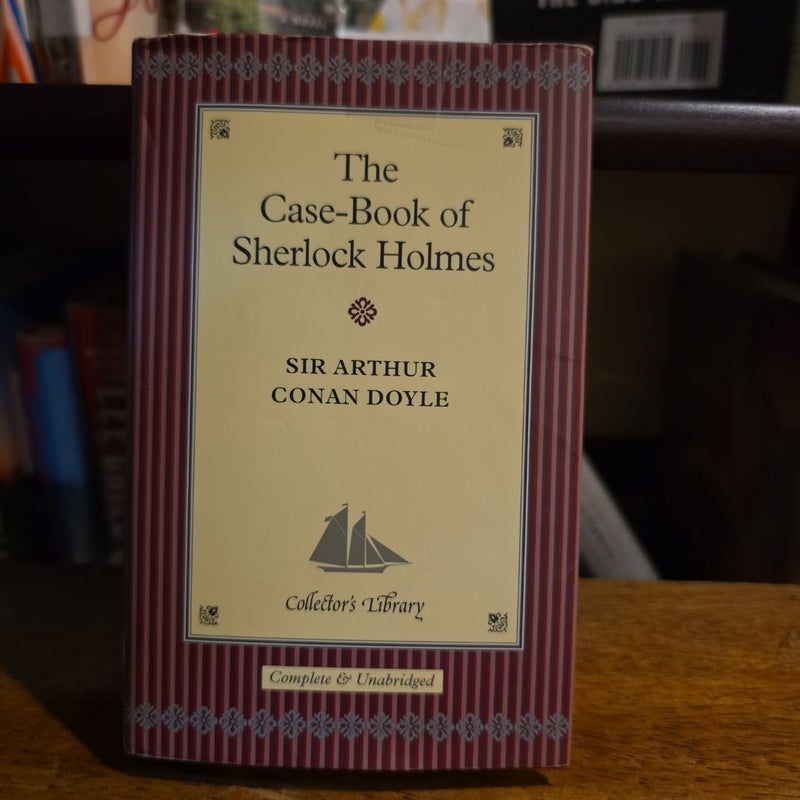 The
Case-Book of
Sherlock Holmes
SIR ARTHUR
CONAN DOYLE
Collector's Library
Complete & Unabridged